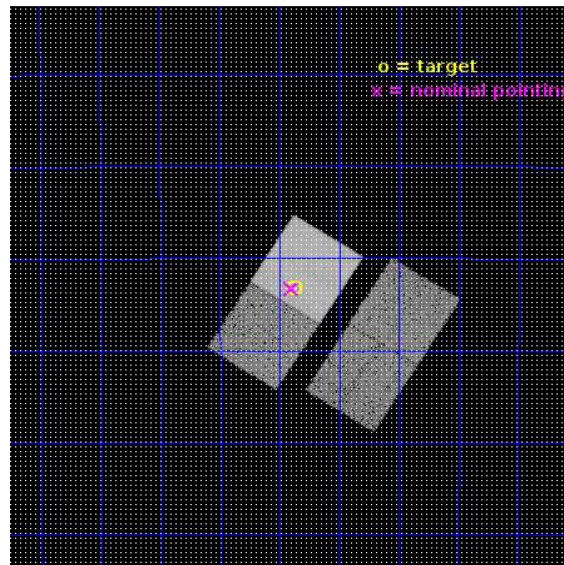 o = target
x = nominal pointing